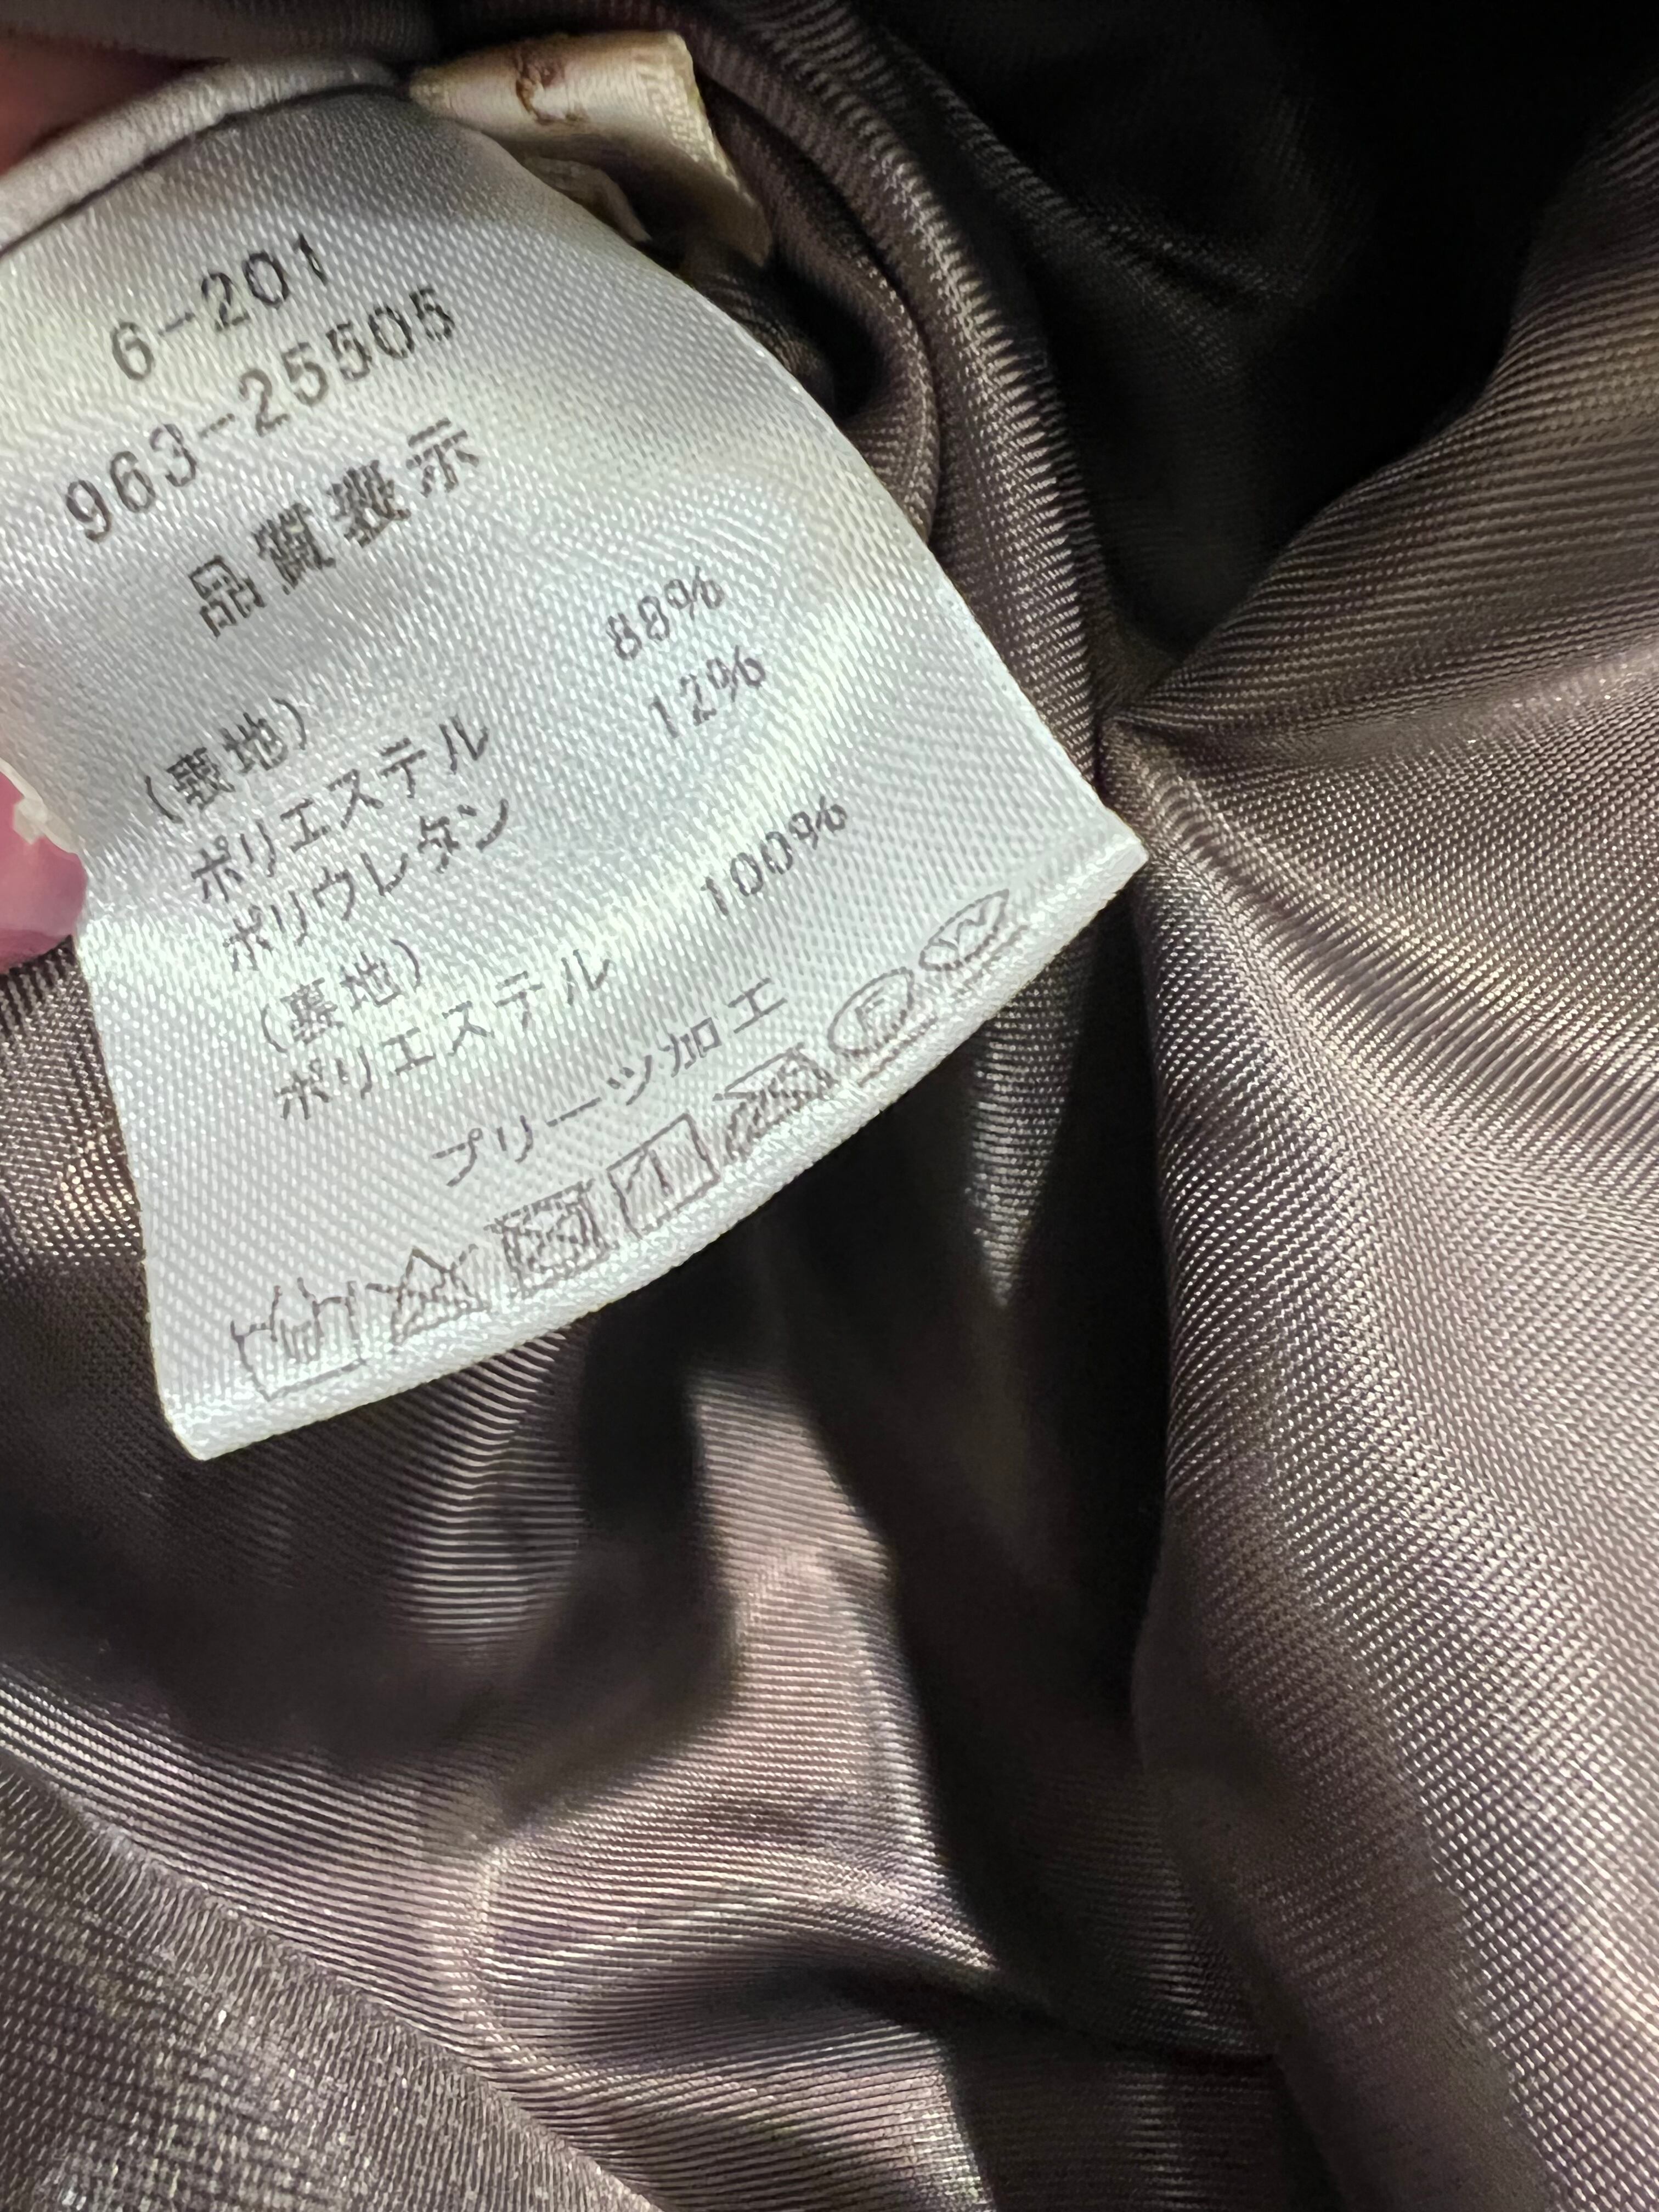 6-201
963-25505
品質表示
(表地)
ポリエステル 88%
ポリウレタン 12%
(裏地)
ポリエステル 100%
プリーツ加工
F W